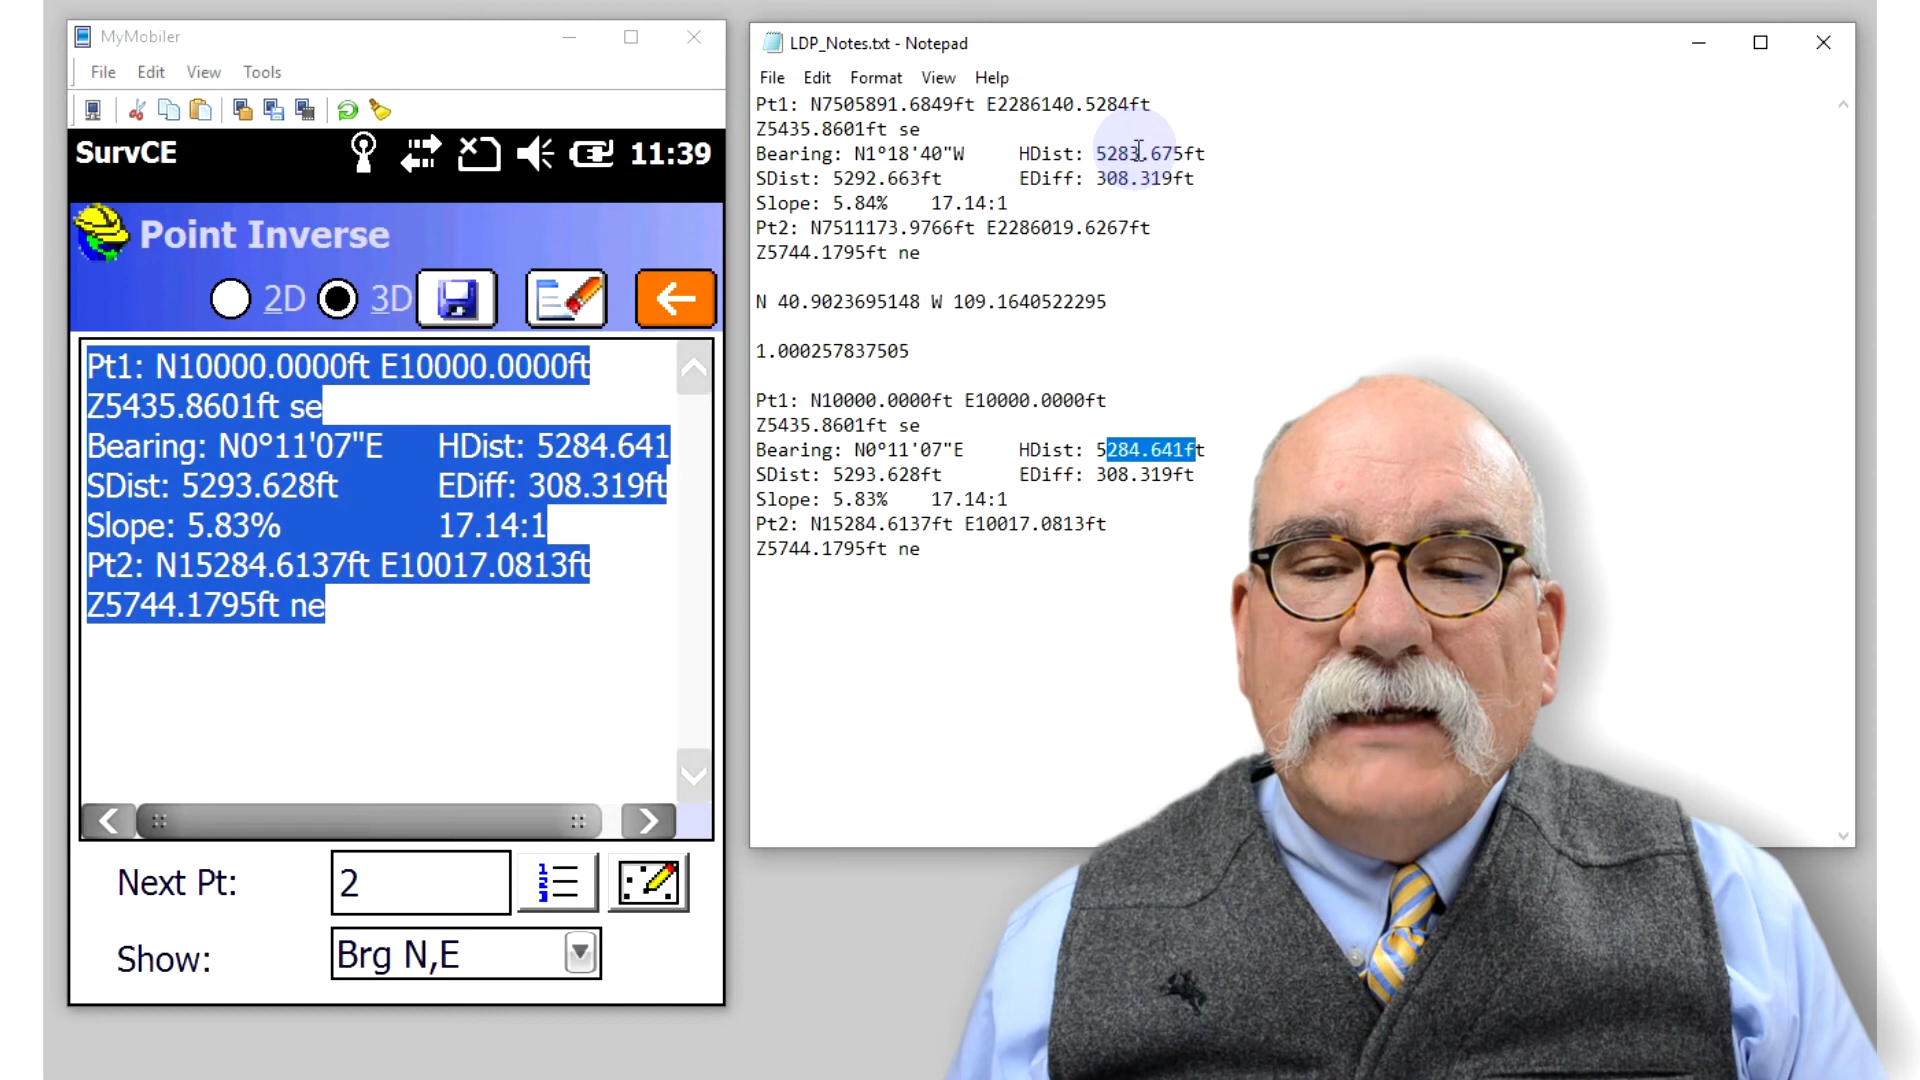 MyMobiler
File Edit View Tools
SurvCE 11:39
Point Inverse
2D 3D
Pt1: N10000.0000ft E10000.0000ft
Z5435.8601ft se
Bearing: N0°11'07"E HDist: 5284.641
SDist: 5293.628ft EDiff: 308.319ft
Slope: 5.83% 17.14:1
Pt2: N15284.6137ft E10017.0813ft
Z5744.1795ft ne
Next Pt: 2
Show: Brg N,E
LDP_Notes.txt - Notepad
File Edit Format View Help
Pt1: N7505891.6849ft E2286140.5284ft
Z5435.8601ft se
Bearing: N1°18'40"W HDist: 5283.675ft
SDist: 5292.663ft EDiff: 308.319ft
Slope: 5.84% 17.14:1
Pt2: N7511173.9766ft E2286019.6267ft
Z5744.1795ft ne
N 40.9023695148 W 109.1640522295
1.000257837505
Pt1: N10000.0000ft E10000.0000ft
Z5435.8601ft se
Bearing: N0°11'07"E HDist: 5284.641ft
SDist: 5293.628ft EDiff: 308.319ft
Slope: 5.83% 17.14:1
Pt2: N15284.6137ft E10017.0813ft
Z5744.1795ft ne